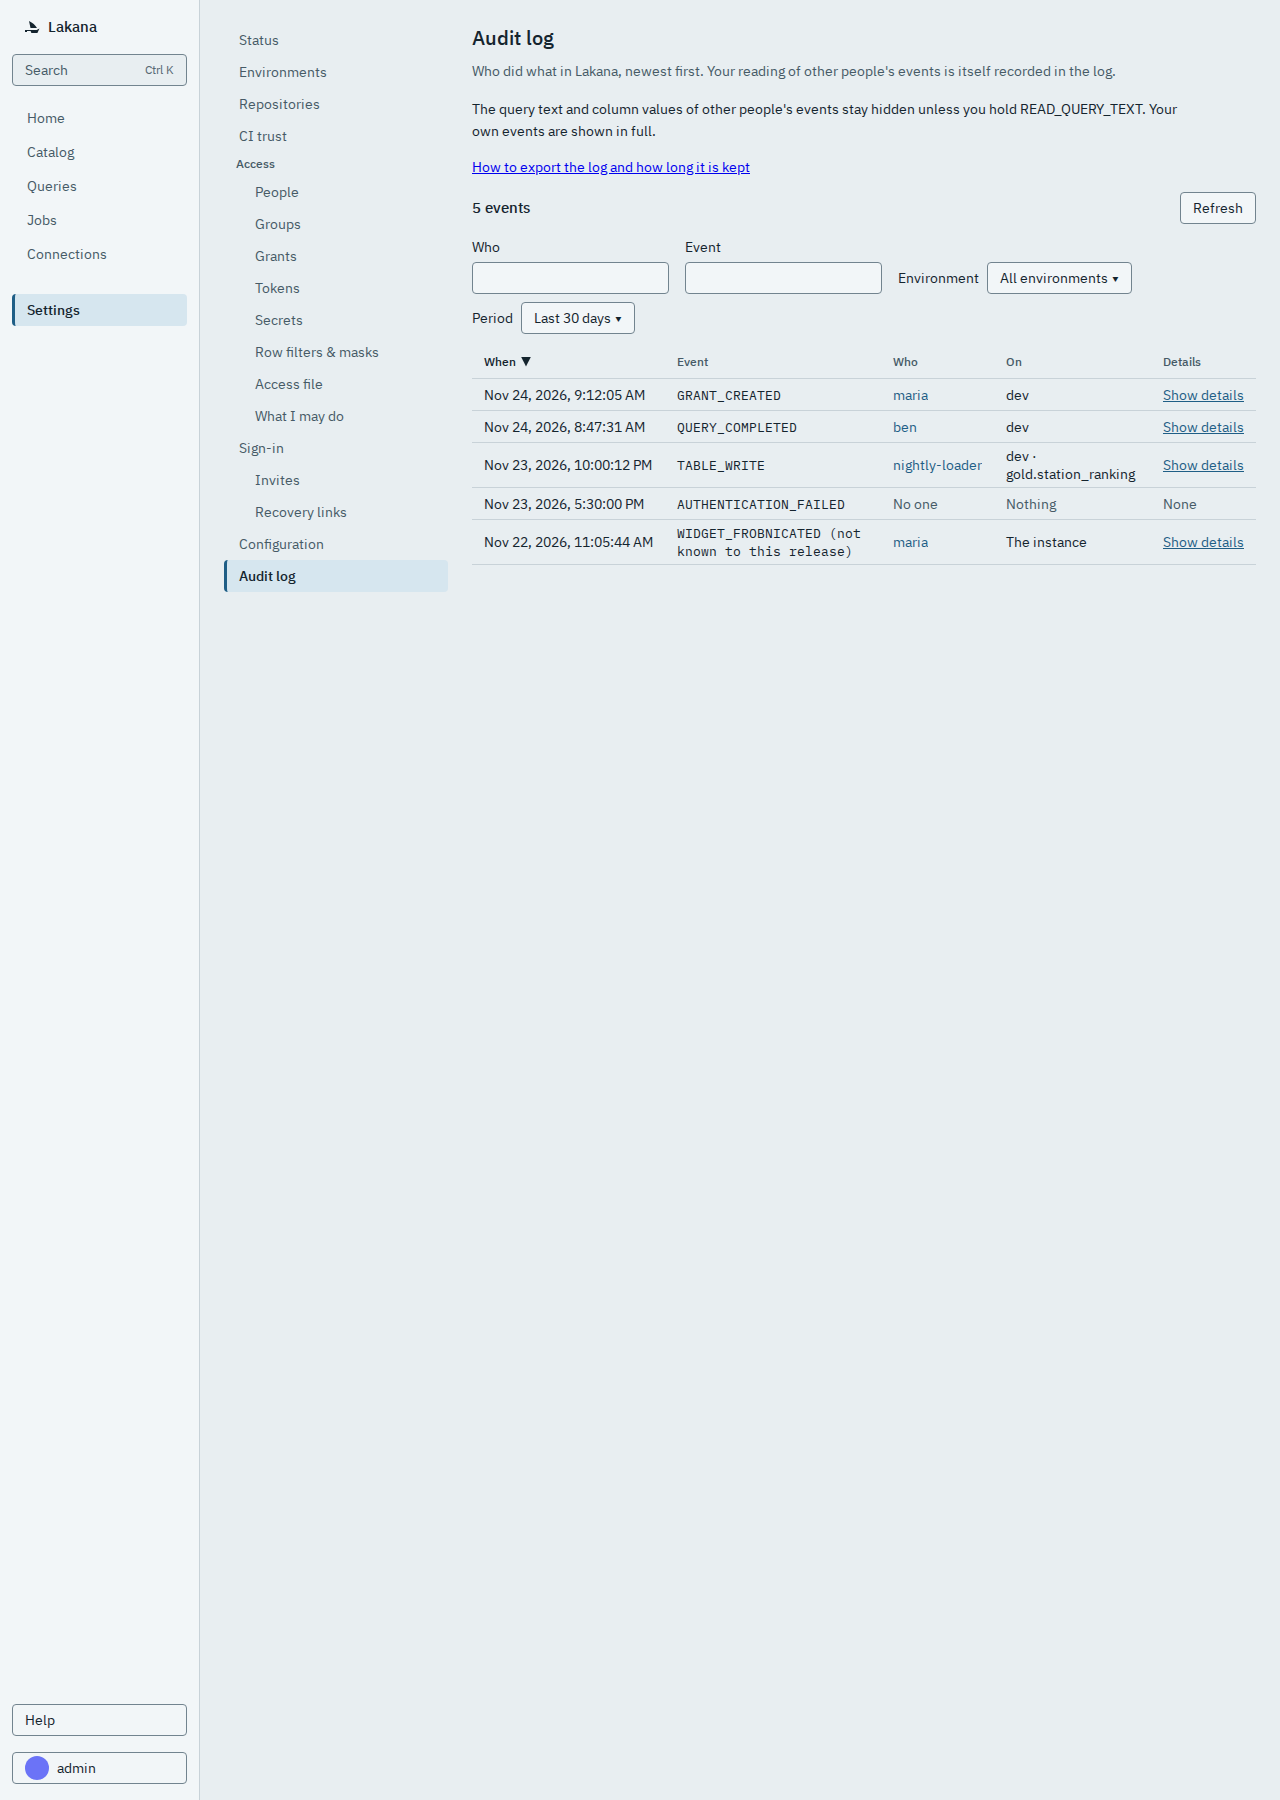 Lakana
Search Ctrl K
Home
Catalog
Queries
Jobs
Connections
Settings
Help
admin
Status
Environments
Repositories
CI trust
Access
People
Groups
Grants
Tokens
Secrets
Row filters & masks
Access file
What I may do
Sign-in
Invites
Recovery links
Configuration
Audit log
Audit log
Who did what in Lakana, newest first. Your reading of other people's events is itself recorded in the log.
The query text and column values of other people's events stay hidden unless you hold READ_QUERY_TEXT. Your
own events are shown in full.
How to export the log and how long it is kept
5 events Refresh
Who Event
Environment All environments ▾
Period Last 30 days ▾
When ▼ Event Who On Details
Nov 24, 2026, 9:12:05 AM GRANT_CREATED maria dev Show details
Nov 24, 2026, 8:47:31 AM QUERY_COMPLETED ben dev Show details
Nov 23, 2026, 10:00:12 PM TABLE_WRITE nightly-loader dev ·
gold.station_ranking Show details
Nov 23, 2026, 5:30:00 PM AUTHENTICATION_FAILED No one Nothing None
Nov 22, 2026, 11:05:44 AM WIDGET_FROBNICATED (not
known to this release) maria The instance Show details